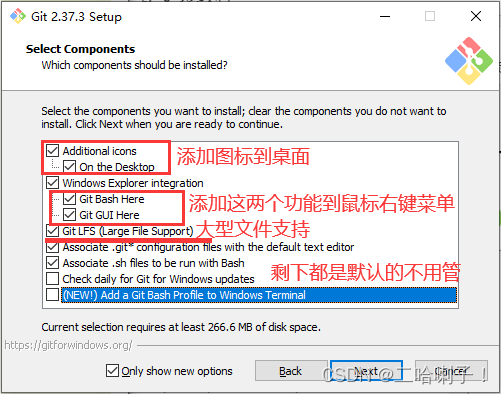 Git 2.37.3 Setup
Select Components
Which components should be installed?
Select the components you want to install; clear the components you do not want to
install. Click Next when you are ready to continue.
Additional icons
On the Desktop
添加图标到桌面
Windows Explorer integration
Git Bash Here
Git GUI Here
添加这两个功能到鼠标右键菜单
Git LFS (Large File Support)
大型文件支持
Associate .git* configuration files with the default text editor
Associate .sh files to be run with Bash
Check daily for Git for Windows updates
剩下都是默认的不用管
(NEW!) Add a Git Bash Profile to Windows Terminal
Current selection requires at least 266.6 MB of disk space.
https://gitforwindows.org/
Only show new options
Back
Next
Cancel
CSDN @二哈喇子！